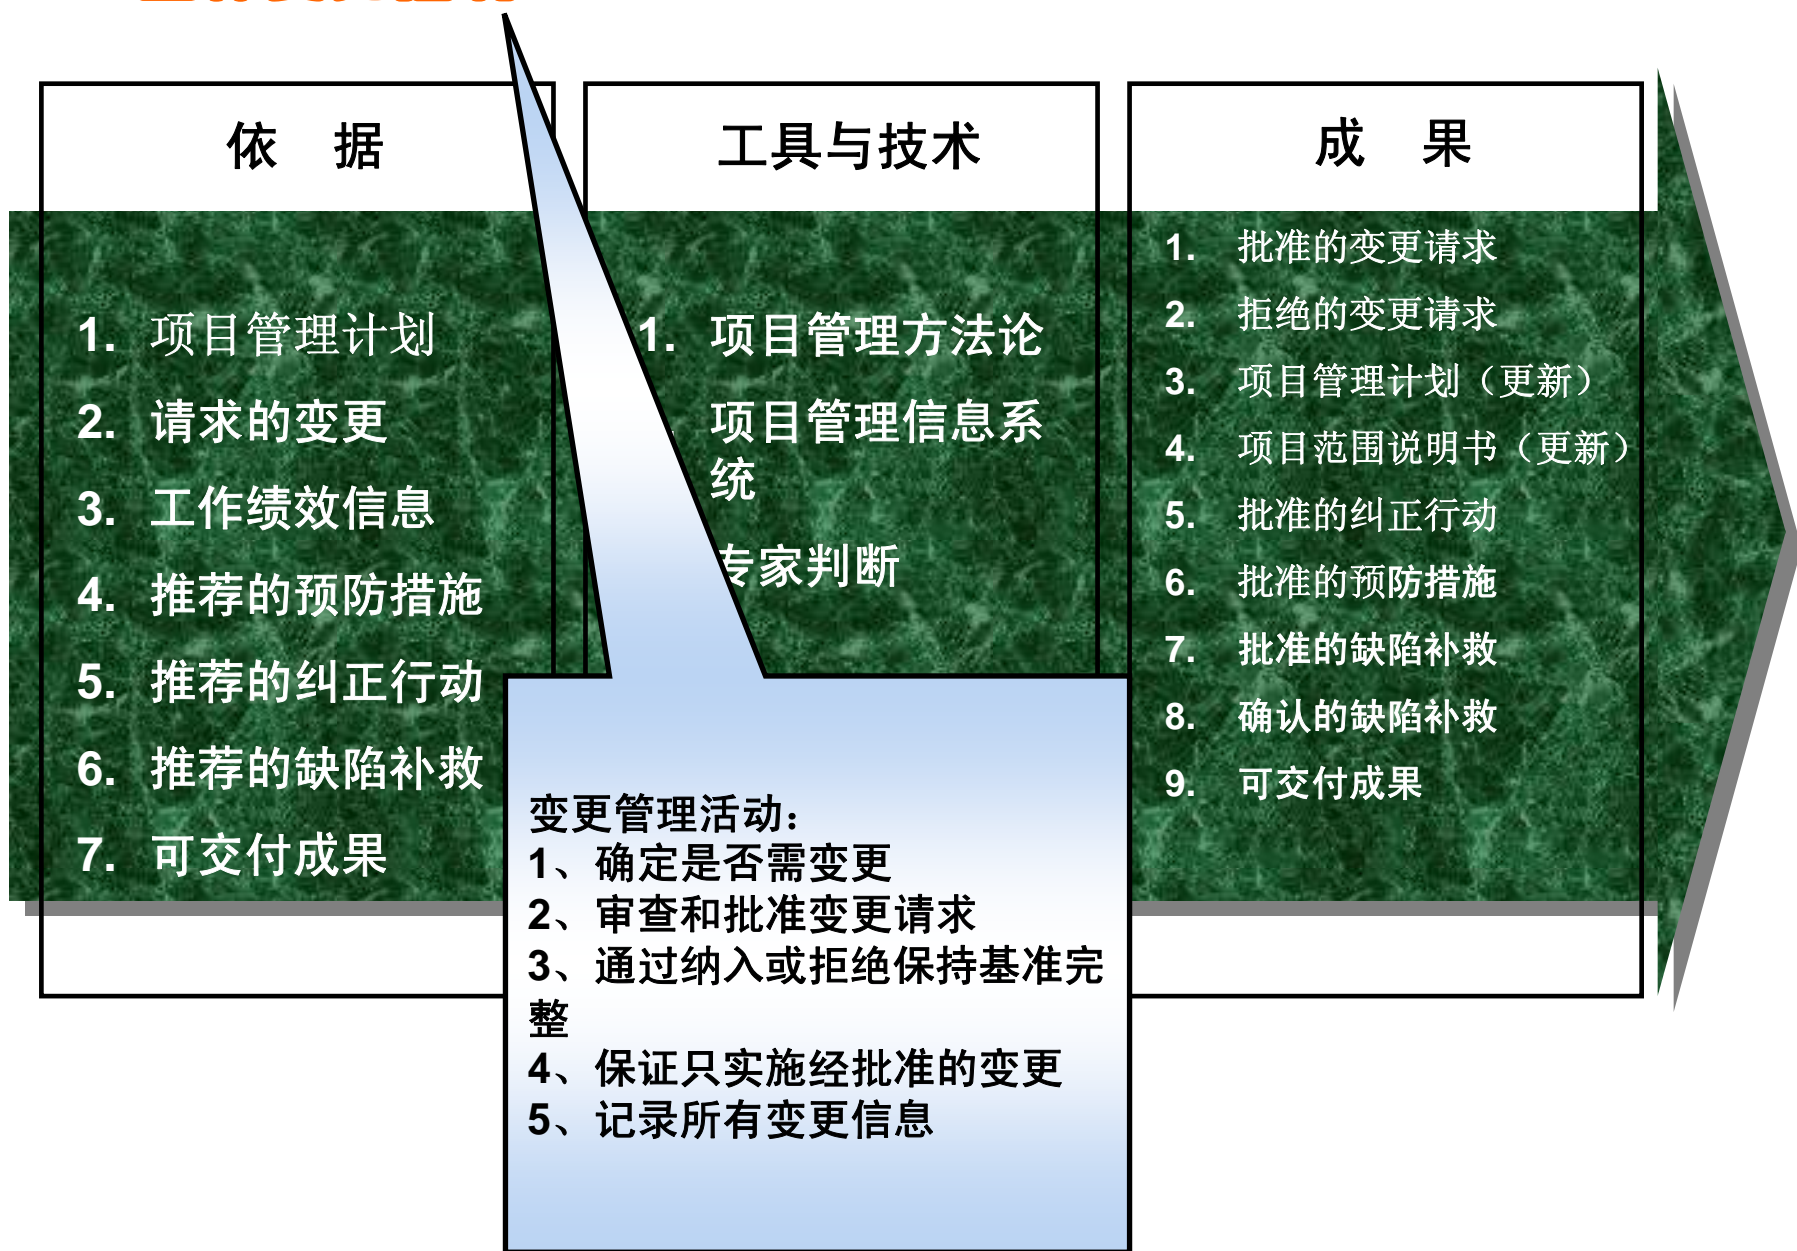 依 据
1. 项目管理计划
2. 请求的变更
3. 工作绩效信息
4. 推荐的预防措施
5. 推荐的纠正行动
6. 推荐的缺陷补救
7. 可交付成果
工具与技术
1. 项目管理方法论
项目管理信息系
统
专家判断
成 果
1. 批准的变更请求
2. 拒绝的变更请求
3. 项目管理计划（更新）
4. 项目范围说明书（更新）
5. 批准的纠正行动
6. 批准的预防措施
7. 批准的缺陷补救
8. 确认的缺陷补救
9. 可交付成果
变更管理活动：
1、确定是否需变更
2、审查和批准变更请求
3、通过纳入或拒绝保持基准完
整
4、保证只实施经批准的变更
5、记录所有变更信息